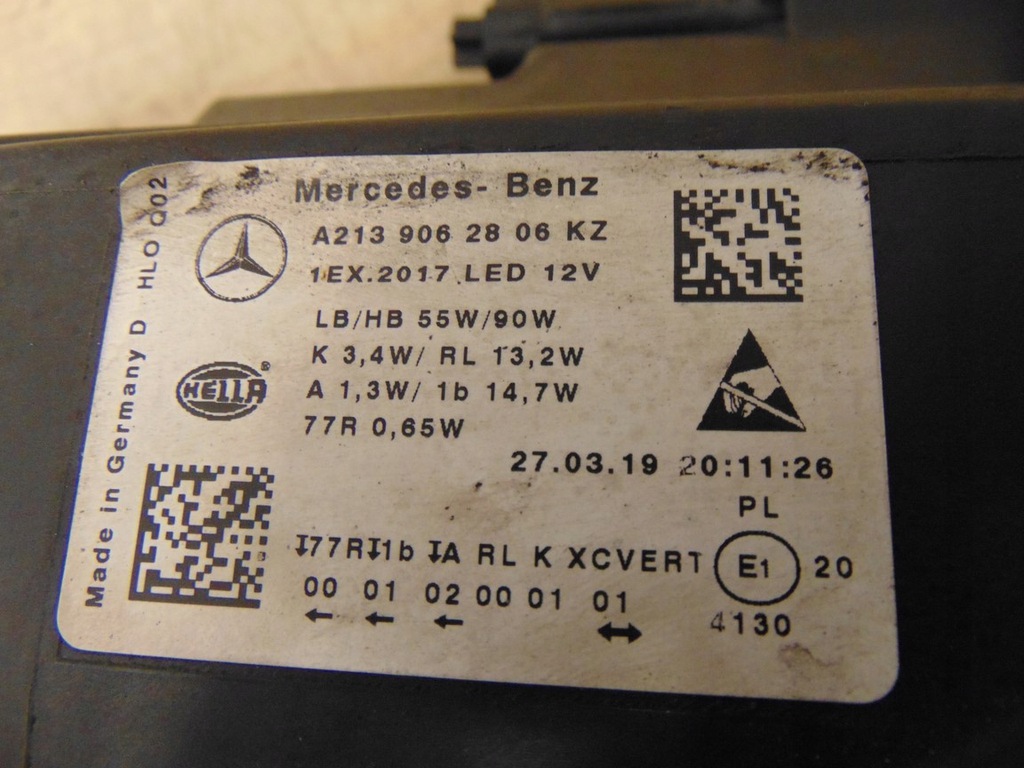 Mercedes- Benz
A213 906 28 06 KZ
1EX.2017.LED 12V
LB/HB 55W/90W
K 3,4W/ RL 13,2W
A 1,3W/ 1b 14,7W
77R 0,65W
HELLA®
27.03.19 20:11:26
PL
77R 1b A RL K XCVERT E1 20
00 01 02 00 01 01 4130
Made in Germany D HLO Q02